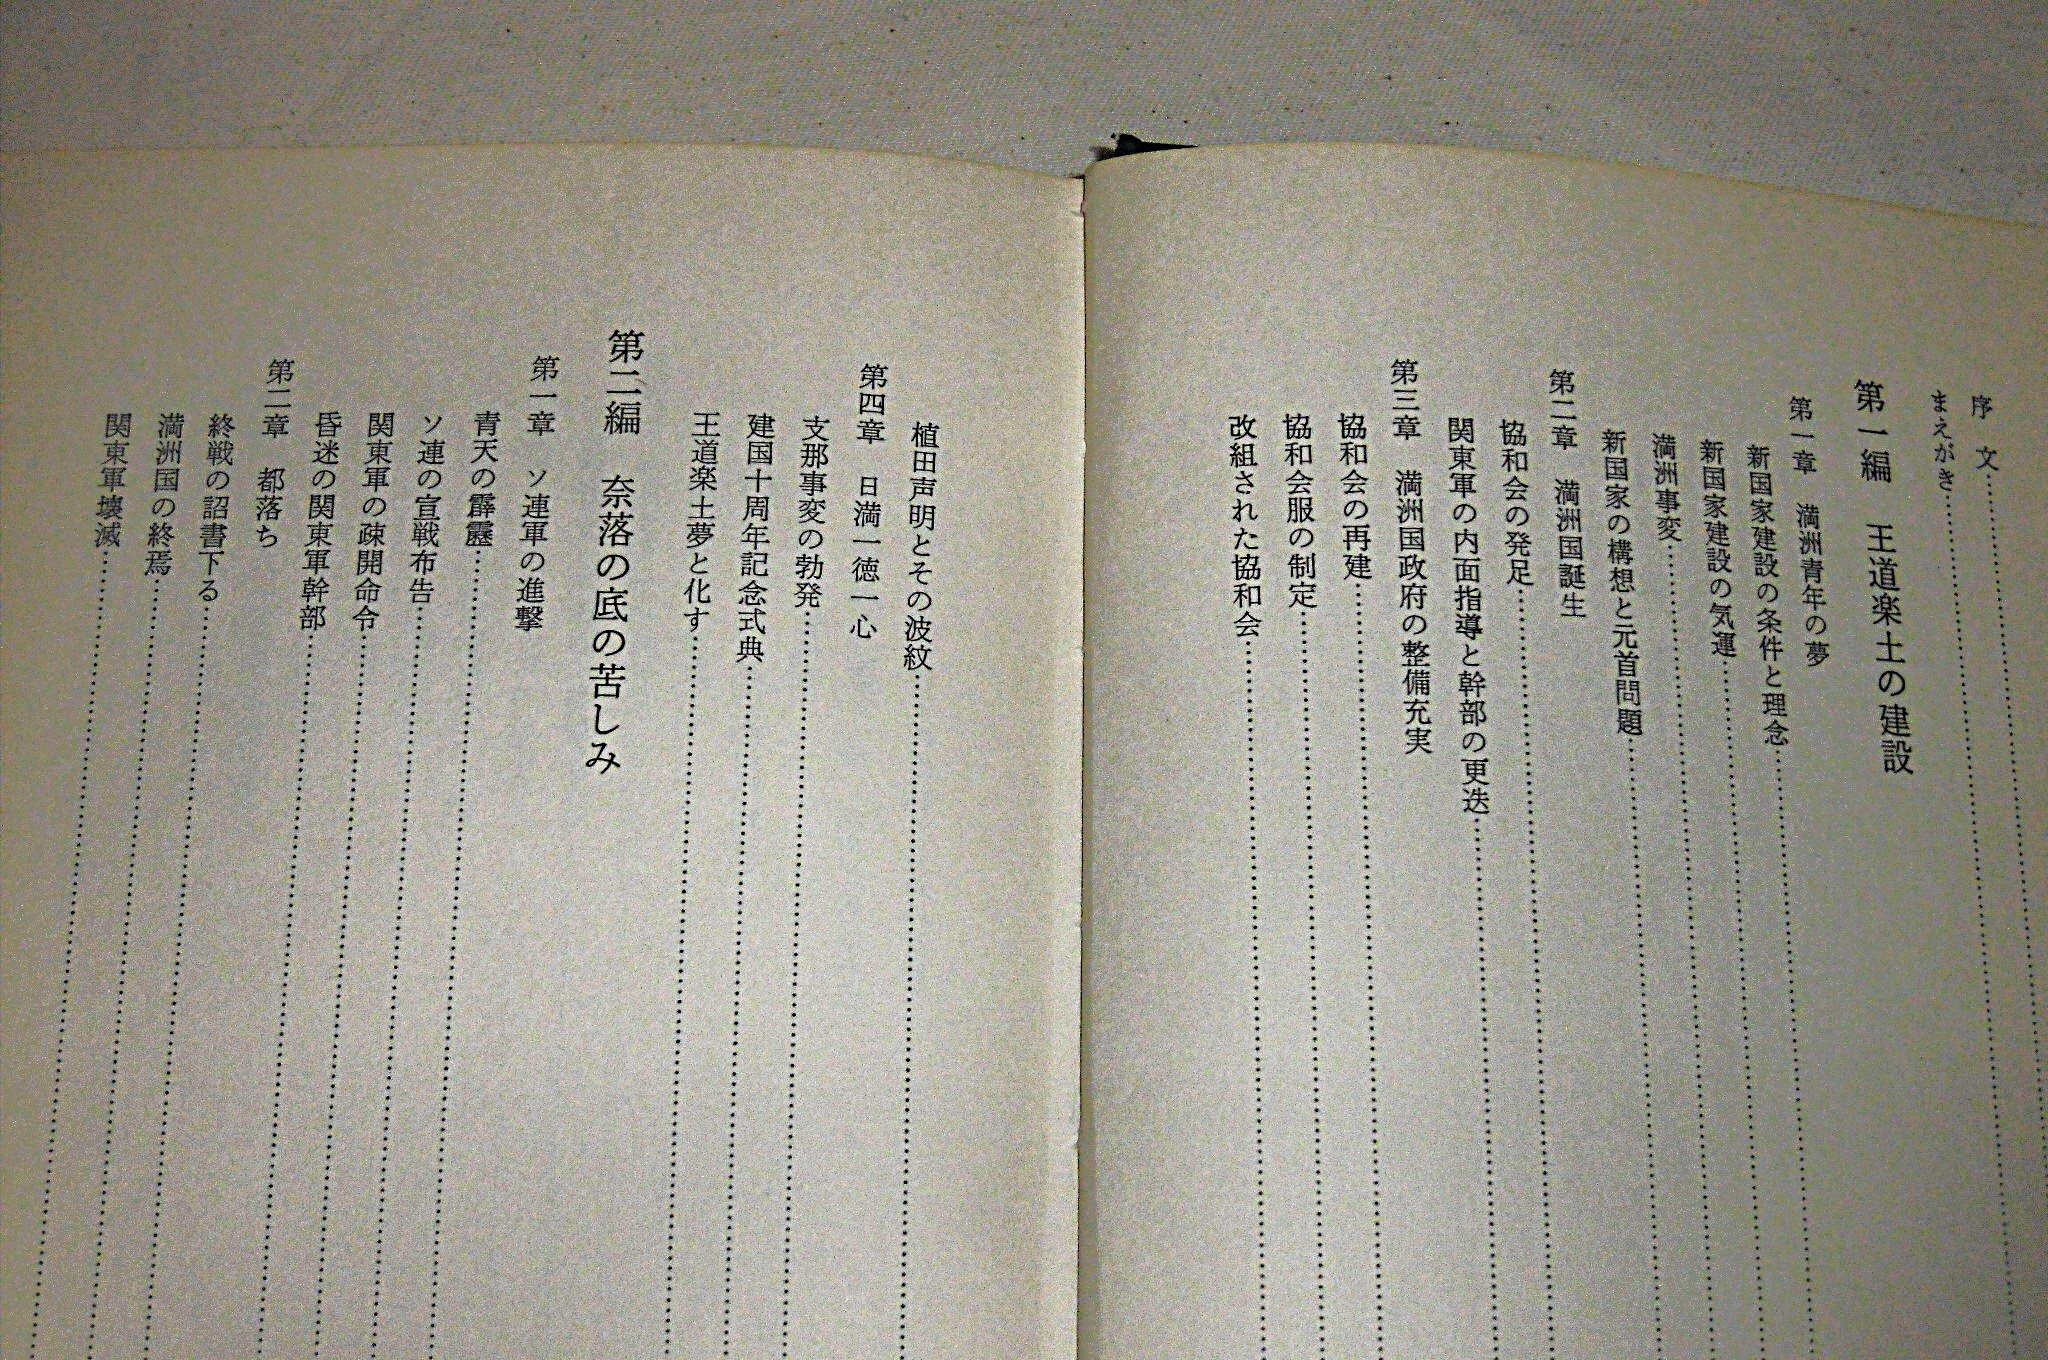 序　文……………………
まえがき……………………
第一編　王道楽土の建設
第一章　満洲青年の夢
新国家建設の条件と理念……………………
新国家建設の気運……………………
満洲事変……………………
新国家の構想と元首問題……………………
第二章　満洲国誕生
協和会の発足……………………
関東軍の内面指導と幹部の更迭……………………
第三章　満洲国政府の整備充実
協和会の再建……………………
協和会服の制定……………………
改組された協和会……………………
植田声明とその波紋……………………
第四章　日満一徳一心
支那事変の勃発……………………
建国十周年記念式典……………………
王道楽土夢と化す……………………
第二編　奈落の底の苦しみ
第一章　ソ連軍の進撃
青天の霹靂……………………
ソ連の宣戦布告……………………
関東軍の疎開命令……………………
昏迷の関東軍幹部……………………
第二章　都落ち
終戦の詔書下る……………………
満洲国の終焉……………………
関東軍壊滅……………………